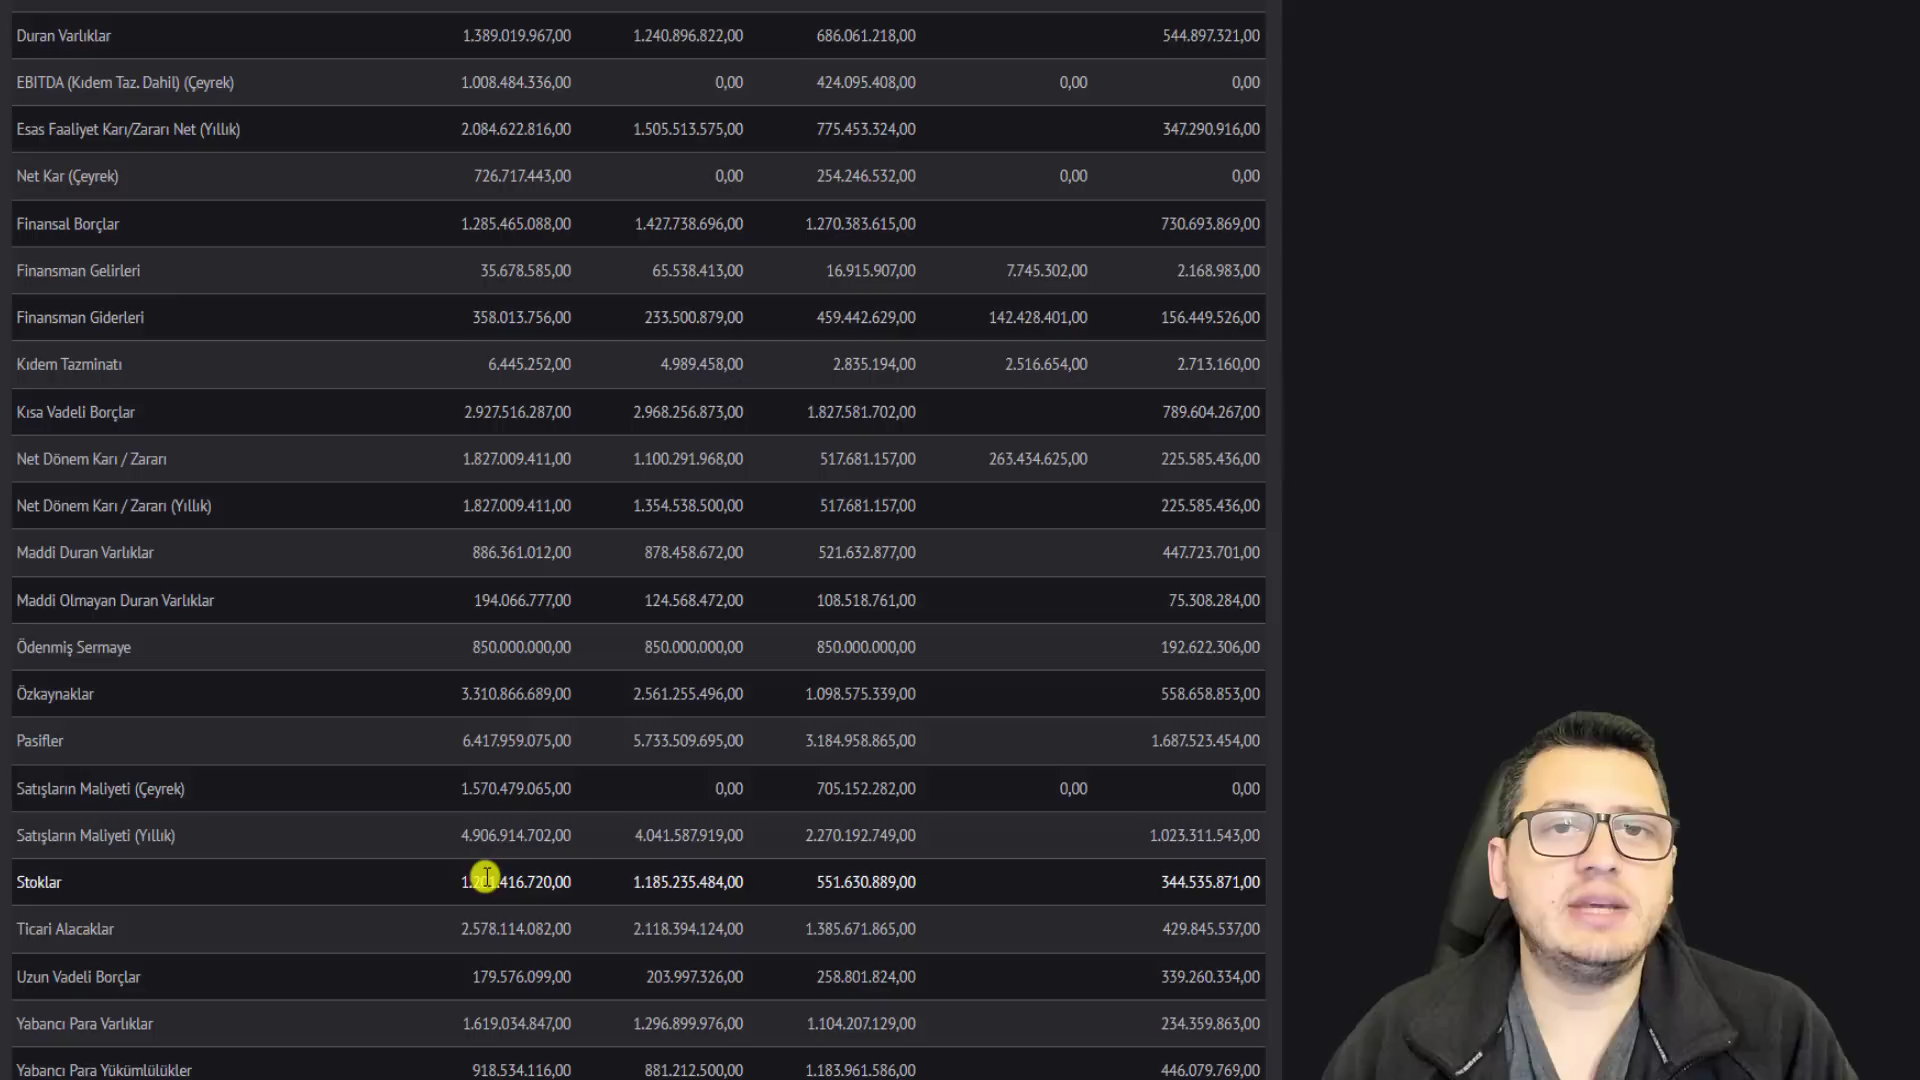 Duran Varlıklar 1.389.019.967,00 1.240.896.822,00 686.061.218,00 544.897.321,00
EBITDA (Kıdem Taz. Dahil) (Çeyrek) 1.008.484.336,00 0,00 424.095.408,00 0,00 0,00
Esas Faaliyet Karı/Zararı Net (Yıllık) 2.084.622.816,00 1.505.513.575,00 775.453.324,00 347.290.916,00
Net Kar (Çeyrek) 726.717.443,00 0,00 254.246.532,00 0,00 0,00
Finansal Borçlar 1.285.465.088,00 1.427.738.696,00 1.270.383.615,00 730.693.869,00
Finansman Gelirleri 35.678.585,00 65.538.413,00 16.915.907,00 7.745.302,00 2.168.983,00
Finansman Giderleri 358.013.756,00 233.500.879,00 459.442.629,00 142.428.401,00 156.449.526,00
Kıdem Tazminatı 6.445.252,00 4.989.458,00 2.835.194,00 2.516.654,00 2.713.160,00
Kısa Vadeli Borçlar 2.927.516.287,00 2.968.256.873,00 1.827.581.702,00 789.604.267,00
Net Dönem Karı / Zararı 1.827.009.411,00 1.100.291.968,00 517.681.157,00 263.434.625,00 225.585.436,00
Net Dönem Karı / Zararı (Yıllık) 1.827.009.411,00 1.354.538.500,00 517.681.157,00 225.585.436,00
Maddi Duran Varlıklar 886.361.012,00 878.458.672,00 521.632.877,00 447.723.701,00
Maddi Olmayan Duran Varlıklar 194.066.777,00 124.568.472,00 108.518.761,00 75.308.284,00
Ödenmiş Sermaye 850.000.000,00 850.000.000,00 850.000.000,00 192.622.306,00
Özkaynaklar 3.310.866.689,00 2.561.255.496,00 1.098.575.339,00 558.658.853,00
Pasifler 6.417.959.075,00 5.733.509.695,00 3.184.958.865,00 1.687.523.454,00
Satışların Maliyeti (Çeyrek) 1.570.479.065,00 0,00 705.152.282,00 0,00 0,00
Satışların Maliyeti (Yıllık) 4.906.914.702,00 4.041.587.919,00 2.270.192.749,00 1.023.311.543,00
Stoklar 1.185.235.484,00 551.630.889,00 344.535.871,00
Ticari Alacaklar 2.578.114.082,00 2.118.394.124,00 1.385.671.865,00 429.845.537,00
Uzun Vadeli Borçlar 179.576.099,00 203.997.326,00 258.801.824,00 339.260.334,00
Yabancı Para Varlıklar 1.619.034.847,00 1.296.899.976,00 1.104.207.129,00 234.359.863,00
Yabancı Para Yükümlülükler 918.534.116,00 881.212.500,00 1.183.961.586,00 446.079.769,00